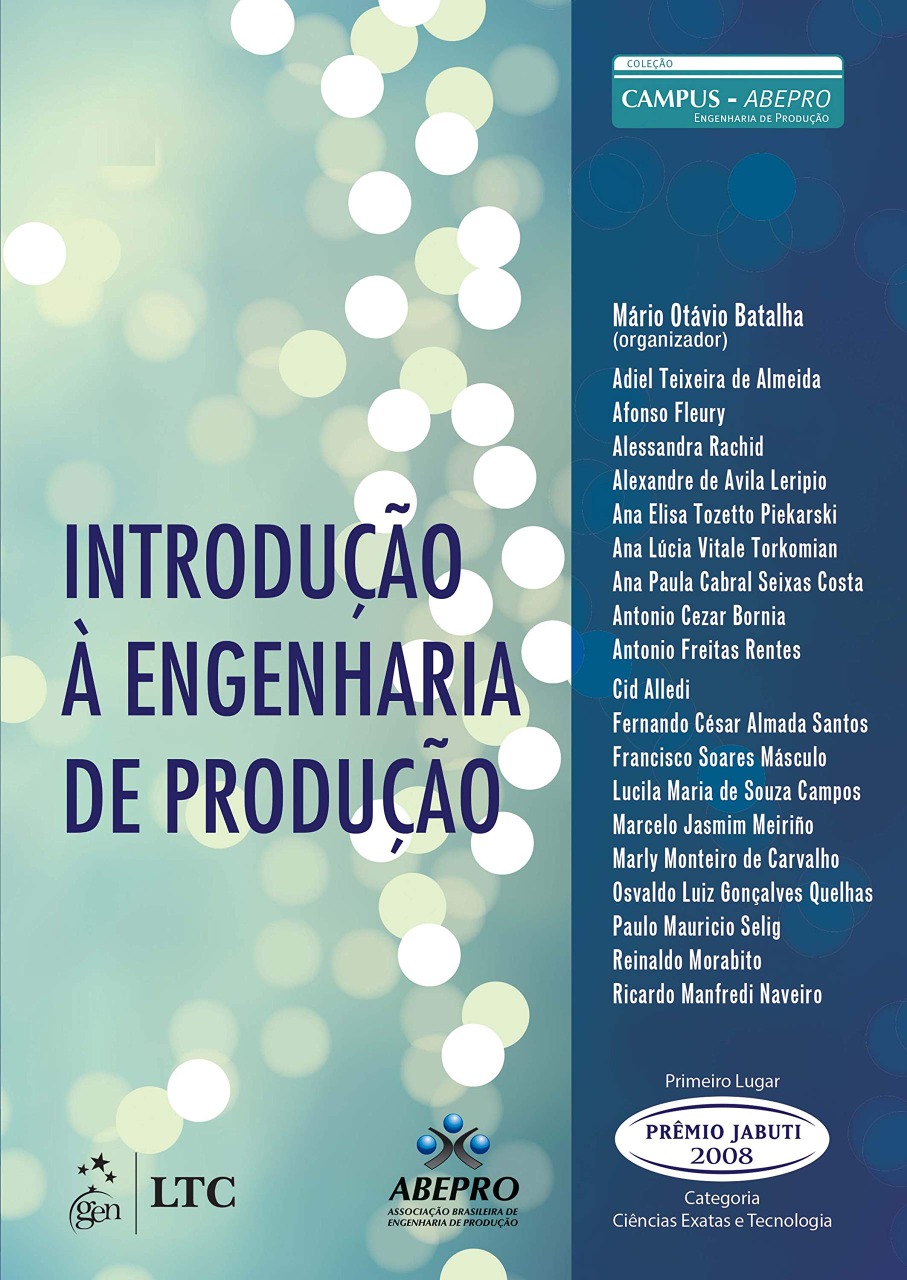 COLEÇÃO
CAMPUS - ABEPRO
ENGENHARIA DE PRODUÇÃO
Mário Otávio Batalha
(organizador)
Adiel Teixeira de Almeida
Afonso Fleury
Alessandra Rachid
Alexandre de Avila Leripio
Ana Elisa Tozetto Piekarski
Ana Lúcia Vitale Torkomian
Ana Paula Cabral Seixas Costa
Antonio Cezar Bornia
Antonio Freitas Rentes
Cid Alledi
Fernando César Almada Santos
Francisco Soares Másculo
Lucila Maria de Souza Campos
Marcelo Jasmim Meiriño
Marly Monteiro de Carvalho
Osvaldo Luiz Gonçalves Quelhas
Paulo Mauricio Selig
Reinaldo Morabito
Ricardo Manfredi Naveiro
INTRODUÇÃO
À ENGENHARIA
DE PRODUÇÃO
gen LTC
ABEPRO
ASSOCIAÇÃO BRASILEIRA DE
ENGENHARIA DE PRODUÇÃO
Primeiro Lugar
PRÊMIO JABUTI
2008
Categoria
Ciências Exatas e Tecnologia